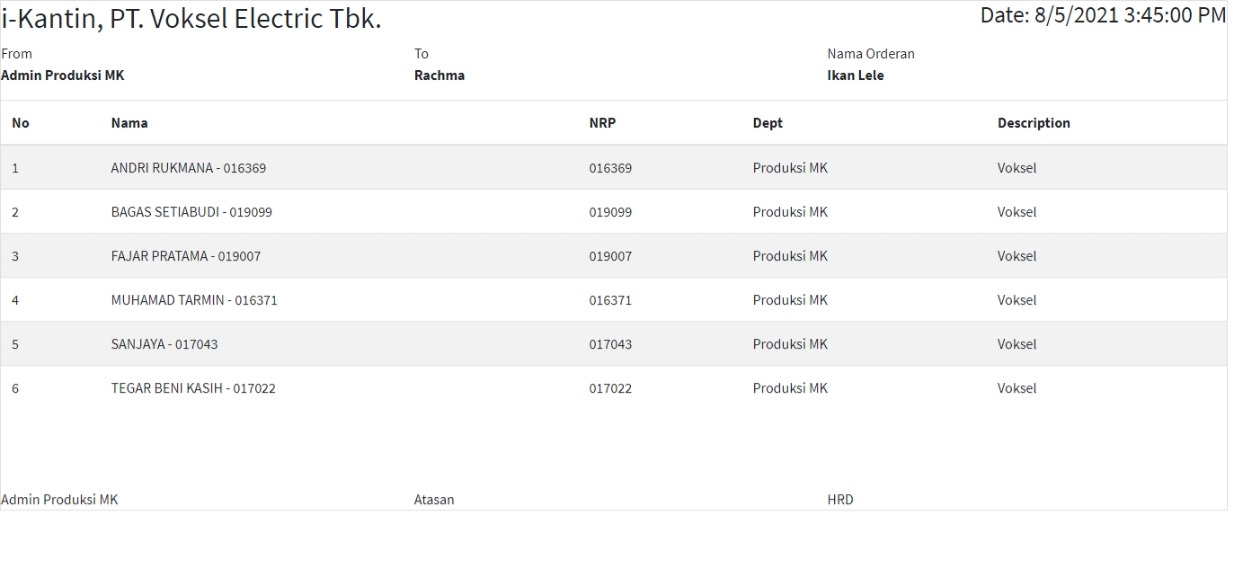 i-Kantin, PT. Voksel Electric Tbk. Date: 8/5/2021 3:45:00 PM
From To Nama Orderan
Admin Produksi MK Rachma Ikan Lele
No Nama NRP Dept Description
1 ANDRI RUKMANA - 016369 016369 Produksi MK Voksel
2 BAGAS SETIABUDI - 019099 019099 Produksi MK Voksel
3 FAJAR PRATAMA - 019007 019007 Produksi MK Voksel
4 MUHAMAD TARMIN - 016371 016371 Produksi MK Voksel
5 SANJAYA - 017043 017043 Produksi MK Voksel
6 TEGAR BENI KASIH - 017022 017022 Produksi MK Voksel
Admin Produksi MK Atasan HRD